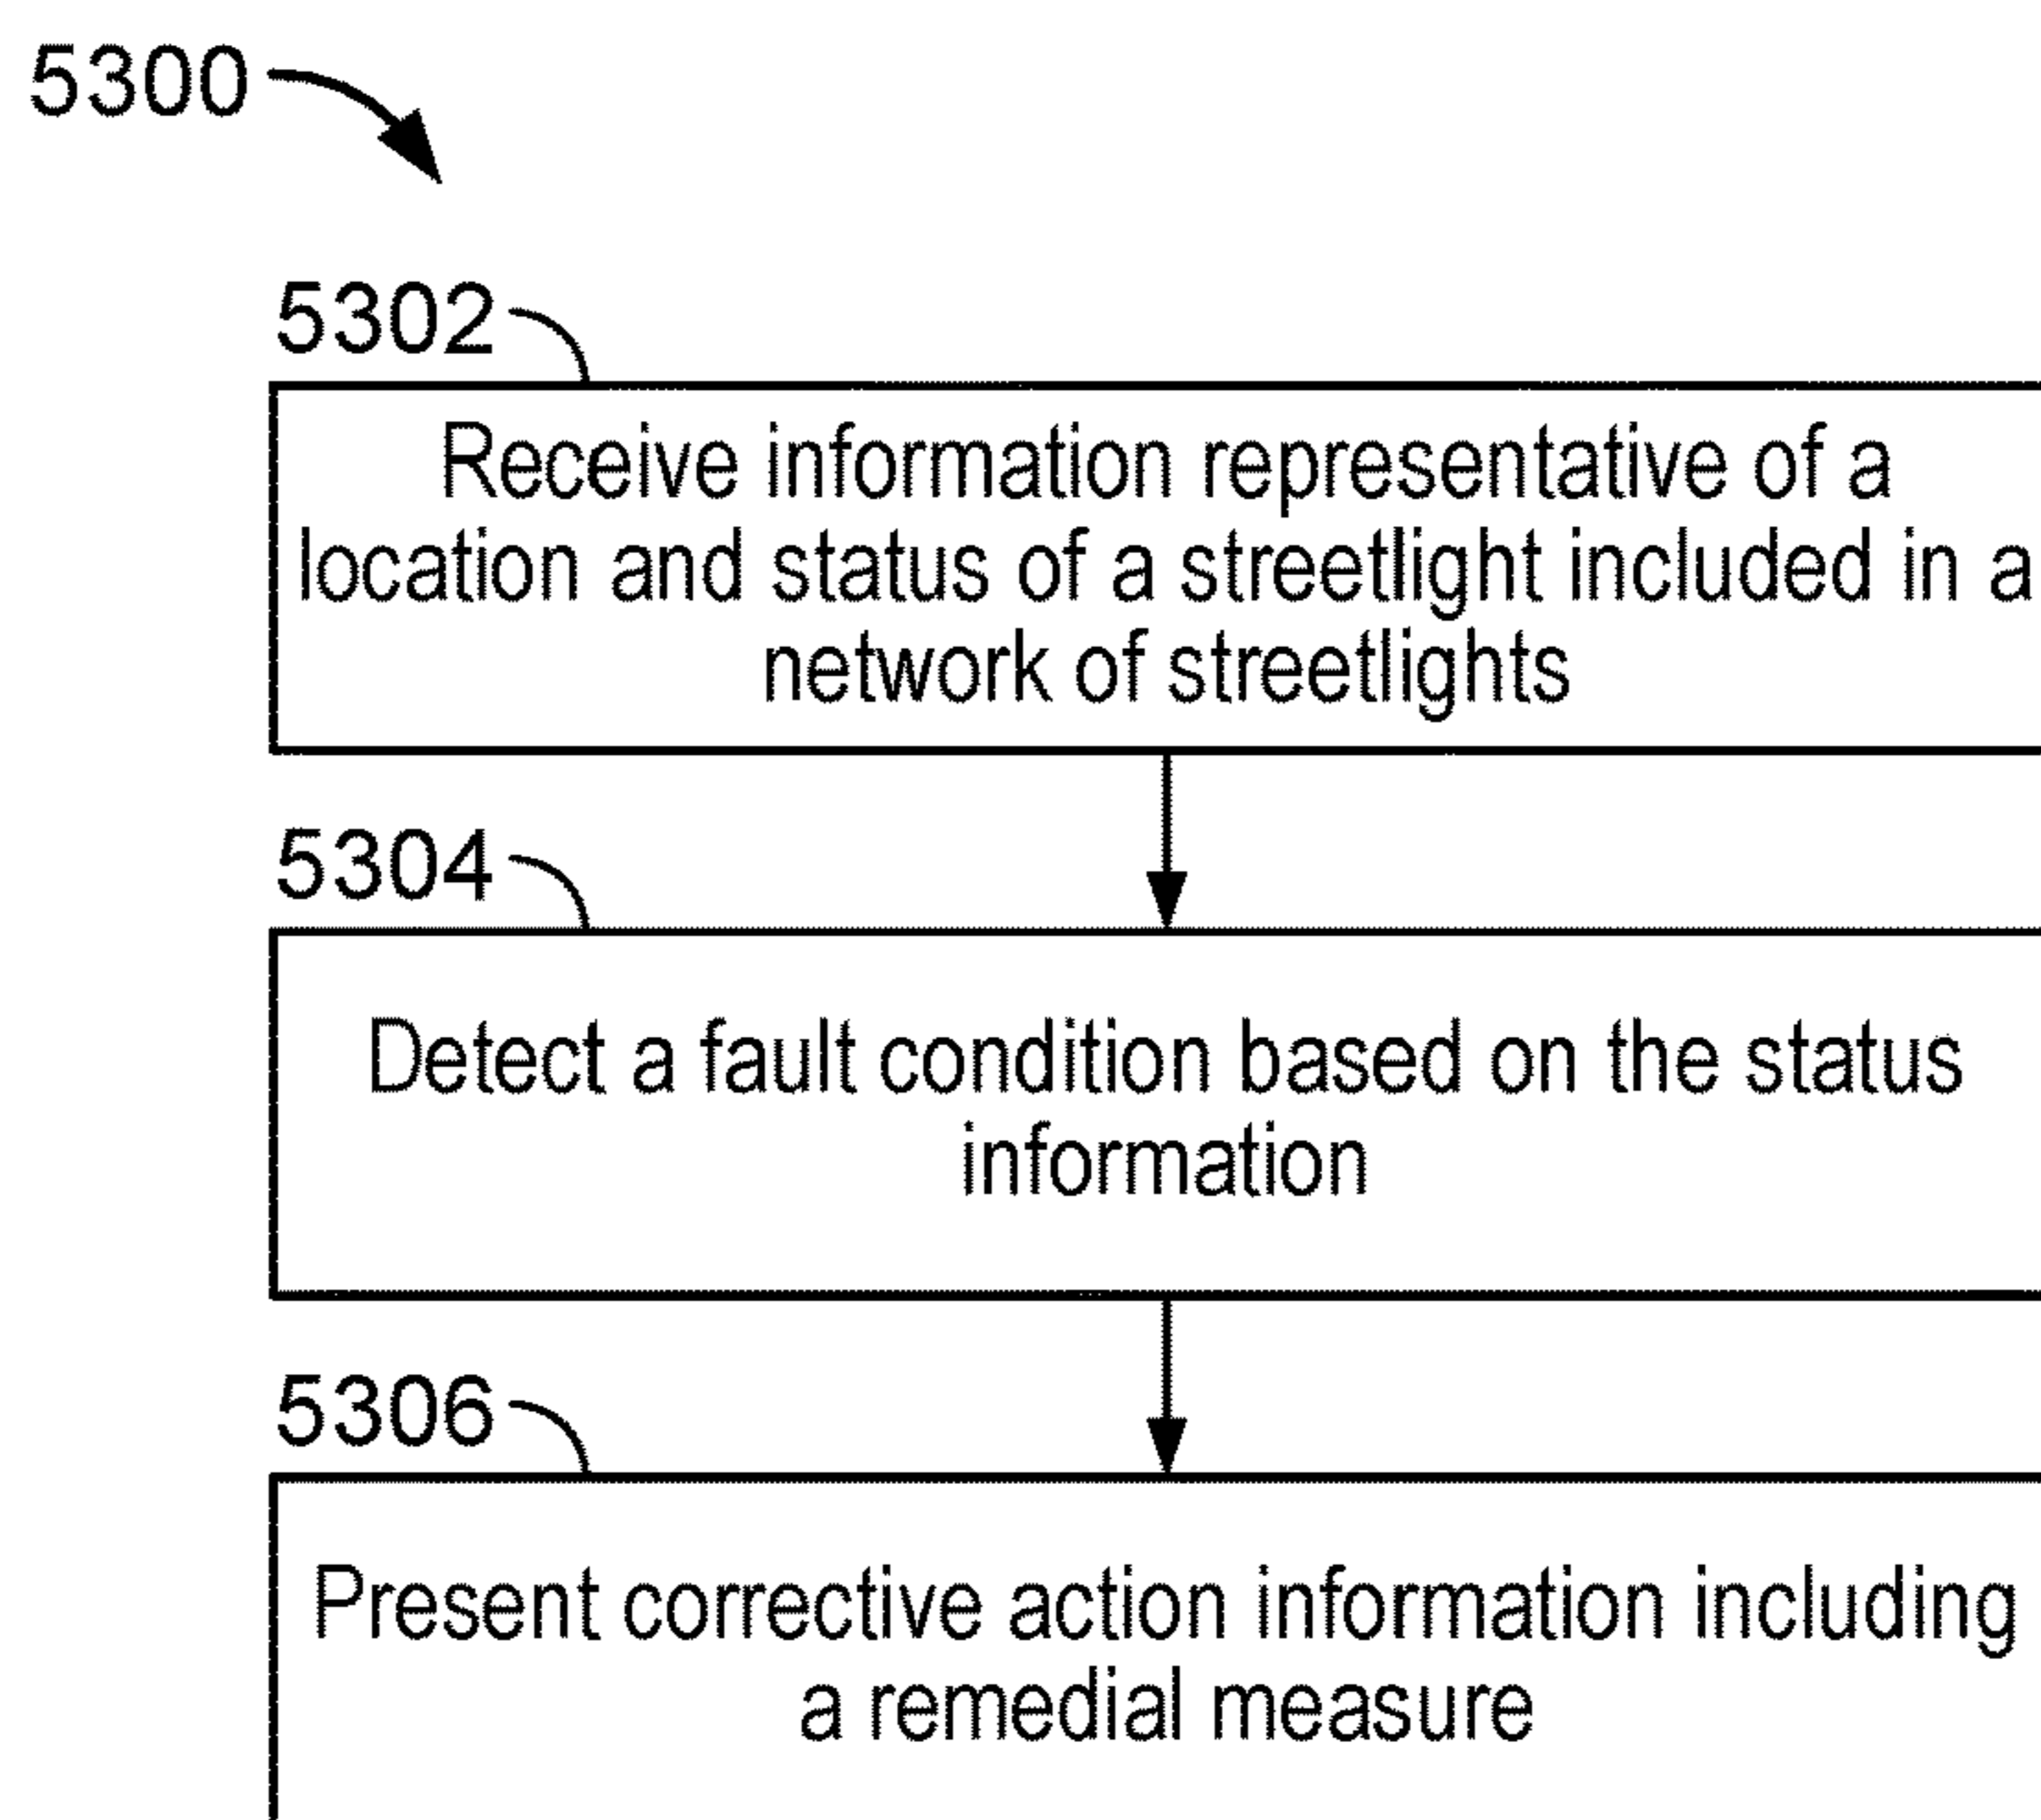 5300
5302
Receive information representative of a
location and status of a streetlight included in a
network of streetlights
5304
Detect a fault condition based on the status
information
5306
Present corrective action information including
a remedial measure